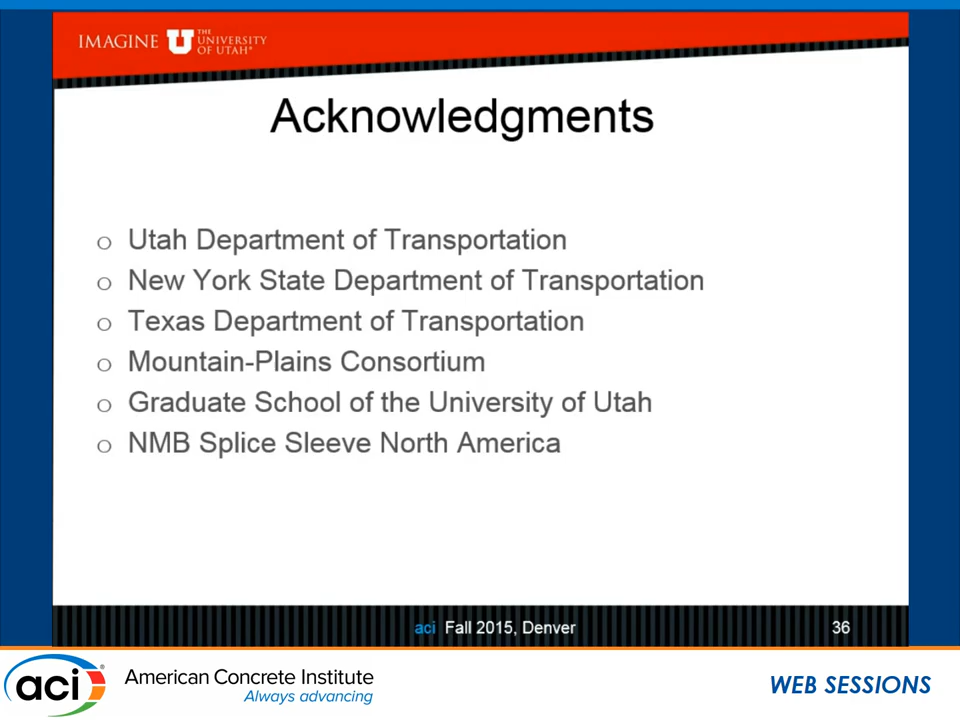 IMAGINE U THE UNIVERSITY OF UTAH®
Acknowledgments
o Utah Department of Transportation
o New York State Department of Transportation
o Texas Department of Transportation
o Mountain-Plains Consortium
o Graduate School of the University of Utah
o NMB Splice Sleeve North America
aci Fall 2015, Denver 36
aci® American Concrete Institute
Always advancing
WEB SESSIONS